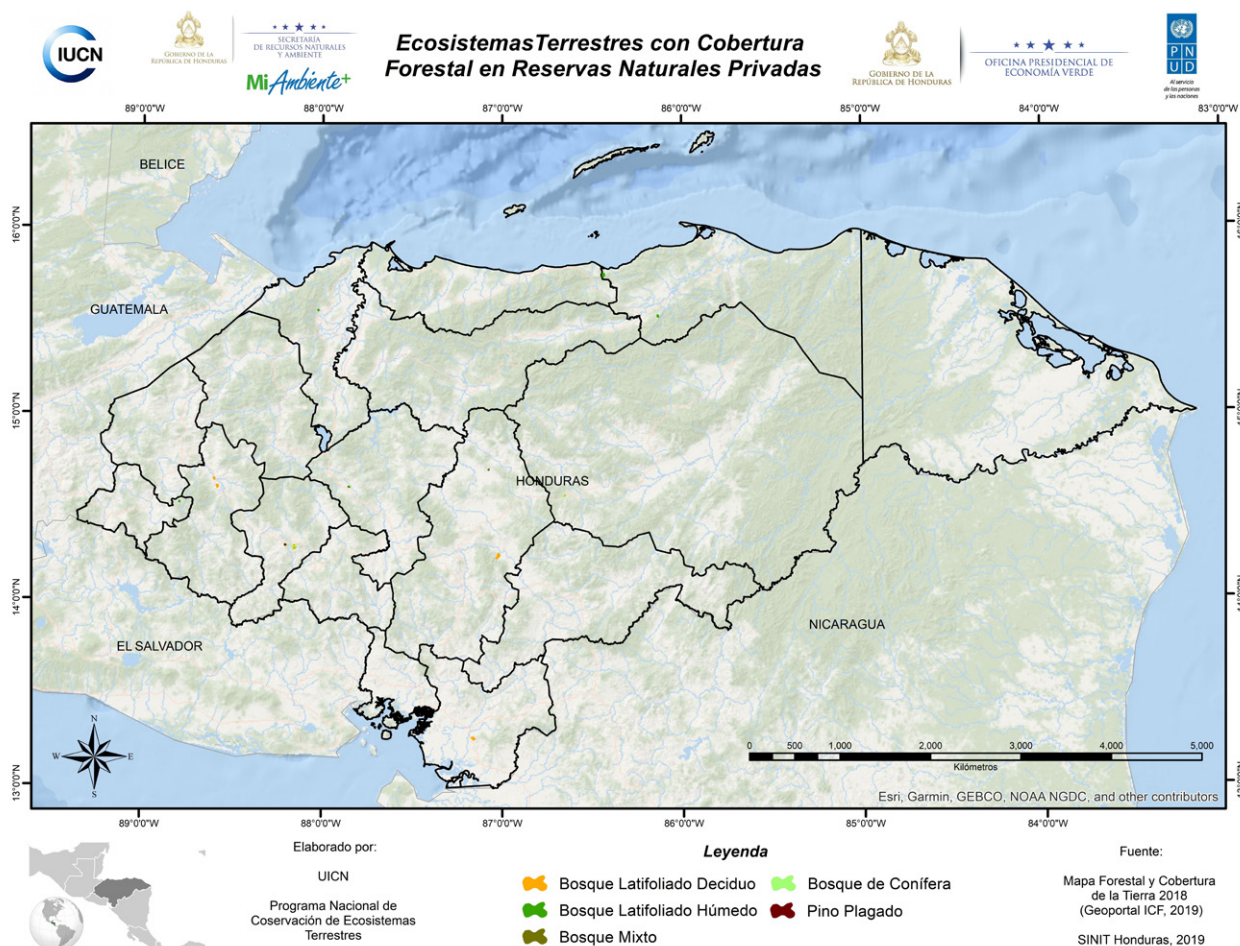 IUCN
GOBIERNO DE LA
REPÚBLICA DE HONDURAS
SECRETARÍA
DE RECURSOS NATURALES
Y AMBIENTE
MiAmbiente+
EcosistemasTerrestres con Cobertura
Forestal en Reservas Naturales Privadas
GOBIERNO DE LA
REPÚBLICA DE HONDURAS
OFICINA PRESIDENCIAL DE
ECONOMÍA VERDE
P N
U D
Al servicio
de las personas
y las naciones
89°0'0"W 88°0'0"W 87°0'0"W 86°0'0"W 85°0'0"W 84°0'0"W 83°0'0"W
BELICE
16°0'0"N
GUATEMALA
15°0'0"N
HONDURAS
14°0'0"N
NICARAGUA
EL SALVADOR
N
W E
S
13°0'0"N
0 500 1,000 2,000 3,000 4,000 5,000
Kilómetros
Esri, Garmin, GEBCO, NOAA NGDC, and other contributors
89°0'0"W 88°0'0"W 87°0'0"W 86°0'0"W 85°0'0"W 84°0'0"W
Elaborado por:
UICN
Programa Nacional de
Coservación de Ecosistemas
Terrestres
Leyenda
Bosque Latifoliado Deciduo
Bosque Latifoliado Húmedo
Bosque Mixto
Bosque de Conífera
Pino Plagado
Fuente:
Mapa Forestal y Cobertura
de la Tierra 2018
(Geoportal ICF, 2019)
SINIT Honduras, 2019